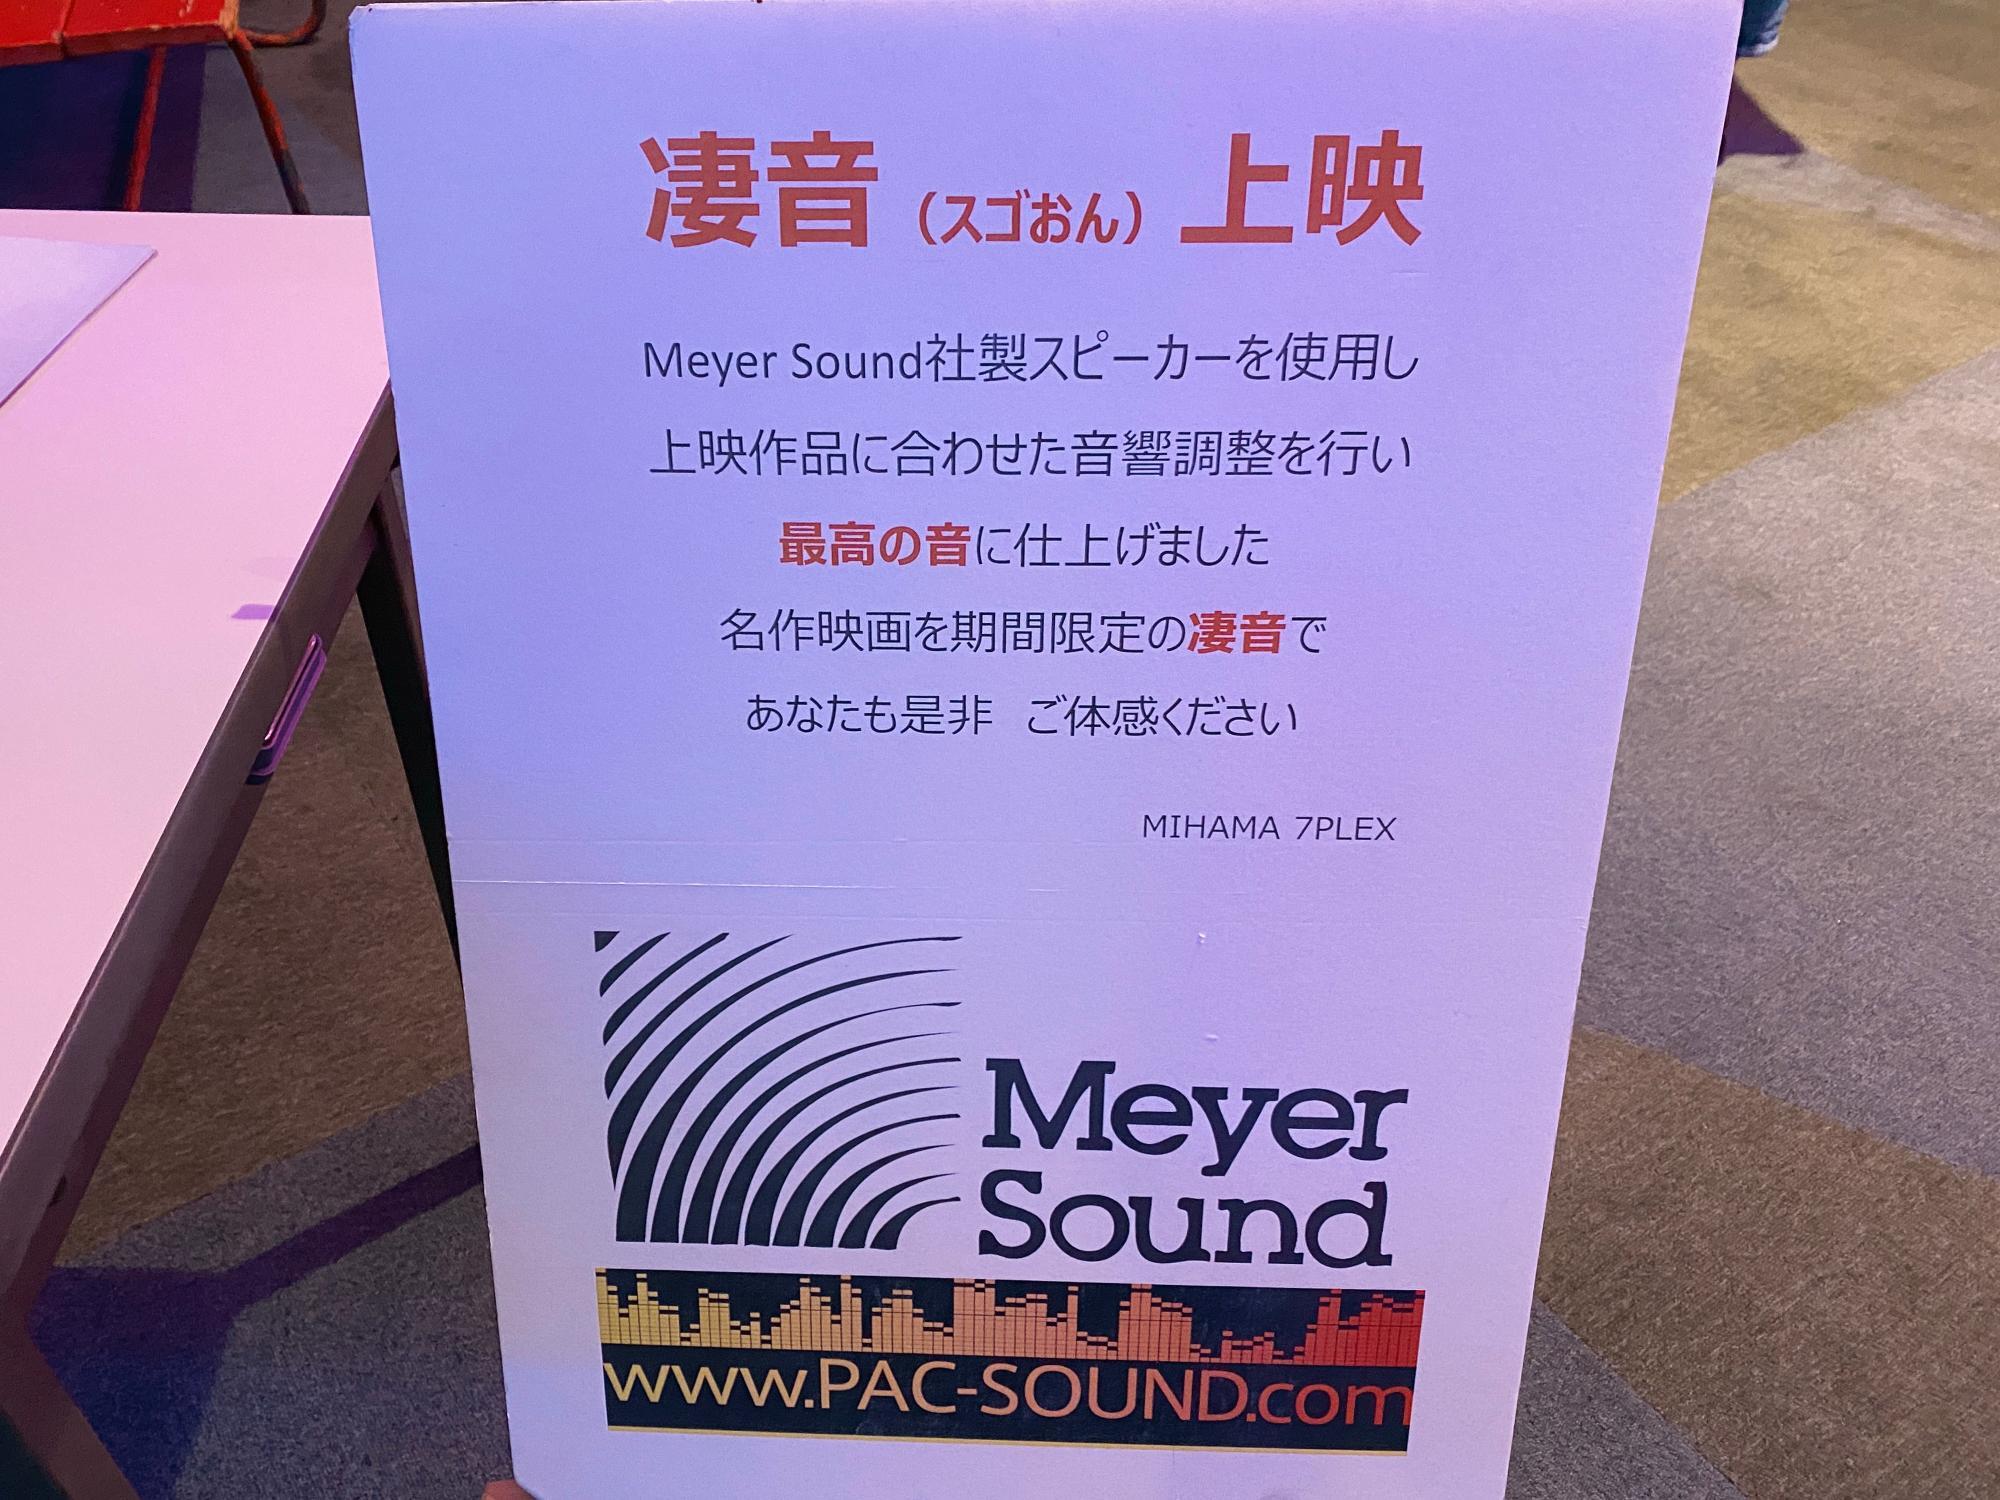 凄音（スゴおん）上映
Meyer Sound社製スピーカーを使用し
上映作品に合わせた音響調整を行い
最高の音に仕上げました
名作映画を期間限定の凄音で
あなたも是非　ご体感ください
MIHAMA 7PLEX
Meyer
Sound
www.PAC-SOUND.com